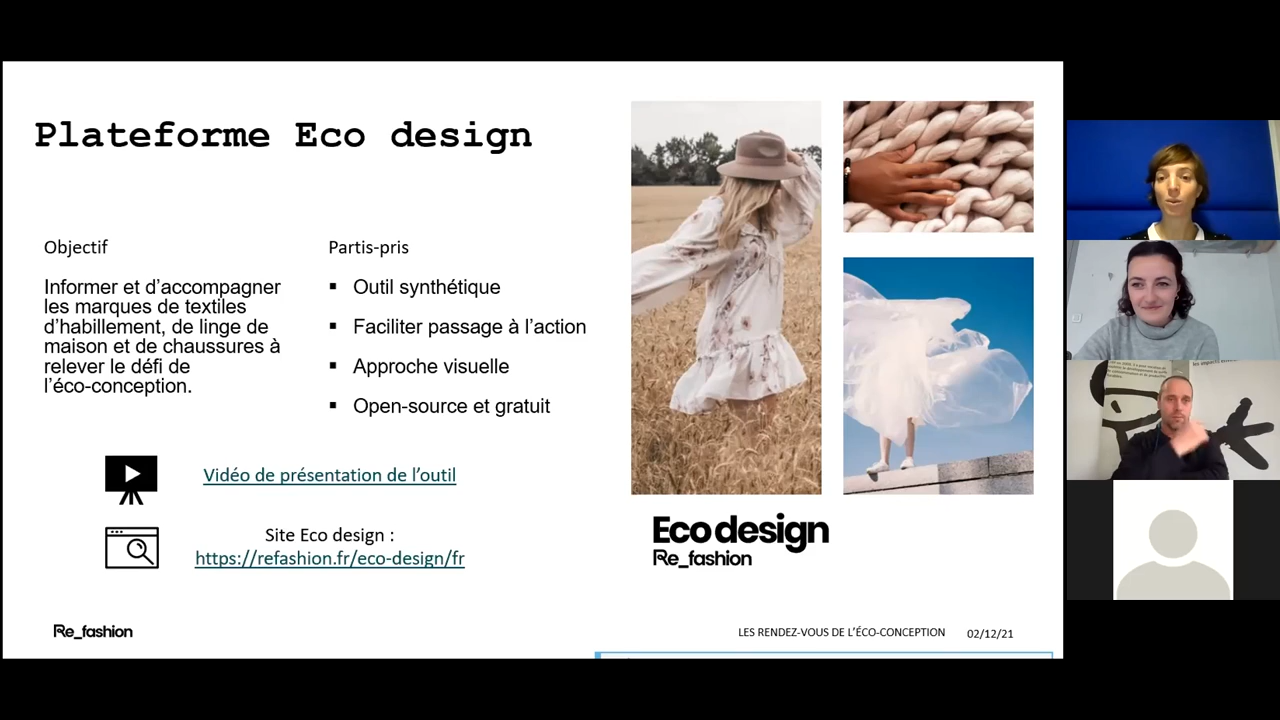 Plateforme Eco design
Objectif
Informer et d’accompagner
les marques de textiles
d’habillement, de linge de
maison et de chaussures à
relever le défi de
l’éco-conception.
Partis-pris
▪ Outil synthétique
▪ Faciliter passage à l’action
▪ Approche visuelle
▪ Open-source et gratuit
Vidéo de présentation de l’outil
Site Eco design :
https://refashion.fr/eco-design/fr
Eco design
Re_fashion
Re_fashion
LES RENDEZ-VOUS DE L’ÉCO-CONCEPTION
02/12/21